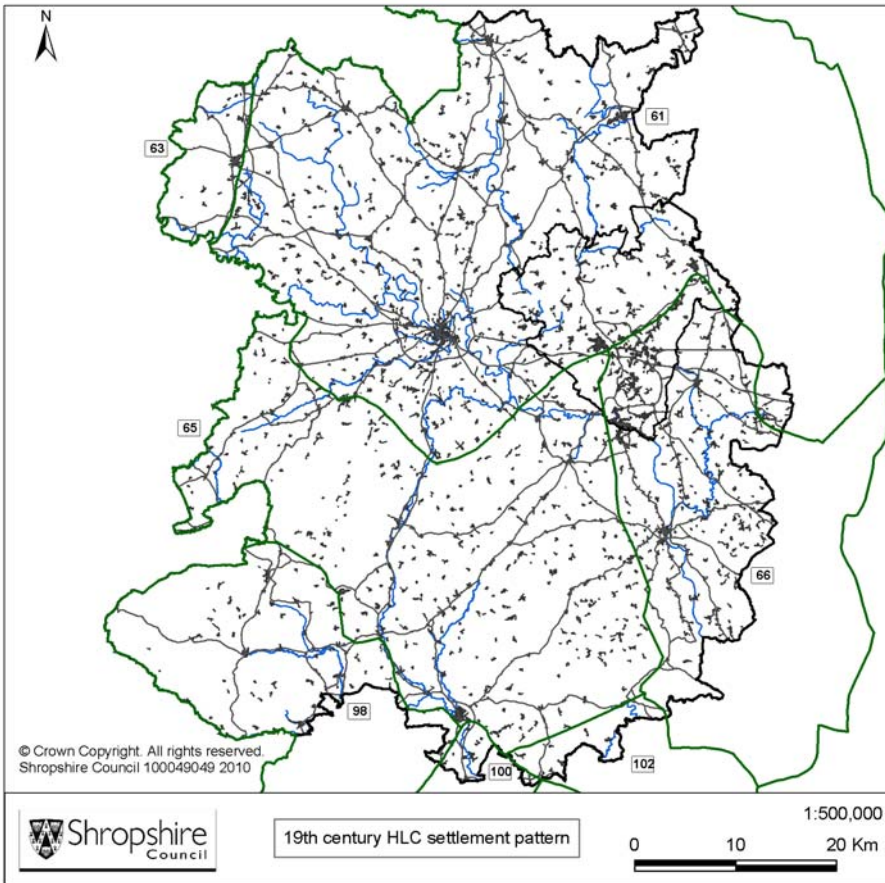 N
63
61
65
66
98
100
102
© Crown Copyright. All rights reserved.
Shropshire Council 100049049 2010
Shropshire
Council
19th century HLC settlement pattern
1:500,000
0 10 20 Km